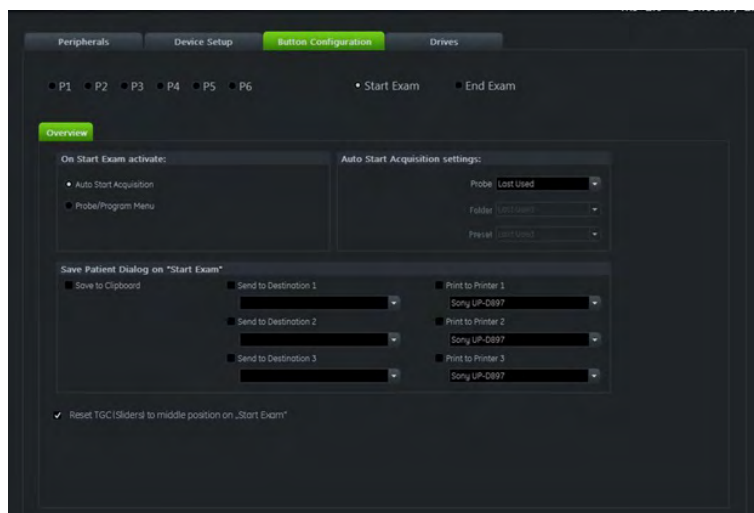 Peripherals Device Setup Button Configuration Drives
P1 P2 P3 P4 P5 P6 Start Exam End Exam
Overview
On Start Exam activate: Auto Start Acquisition settings:
Auto Start Acquisition Probe Last Used
Probe/Program Menu Folder Last Used
Preset Last Used
Save Patient Dialog on "Start Exam"
Save to Clipboard Send to Destination 1 Print to Printer 1
Sony UP-D897
Send to Destination 2 Print to Printer 2
Sony UP-D897
Send to Destination 3 Print to Printer 3
Sony UP-D897
Reset TGC(Sliders) to middle position on „Start Exam"